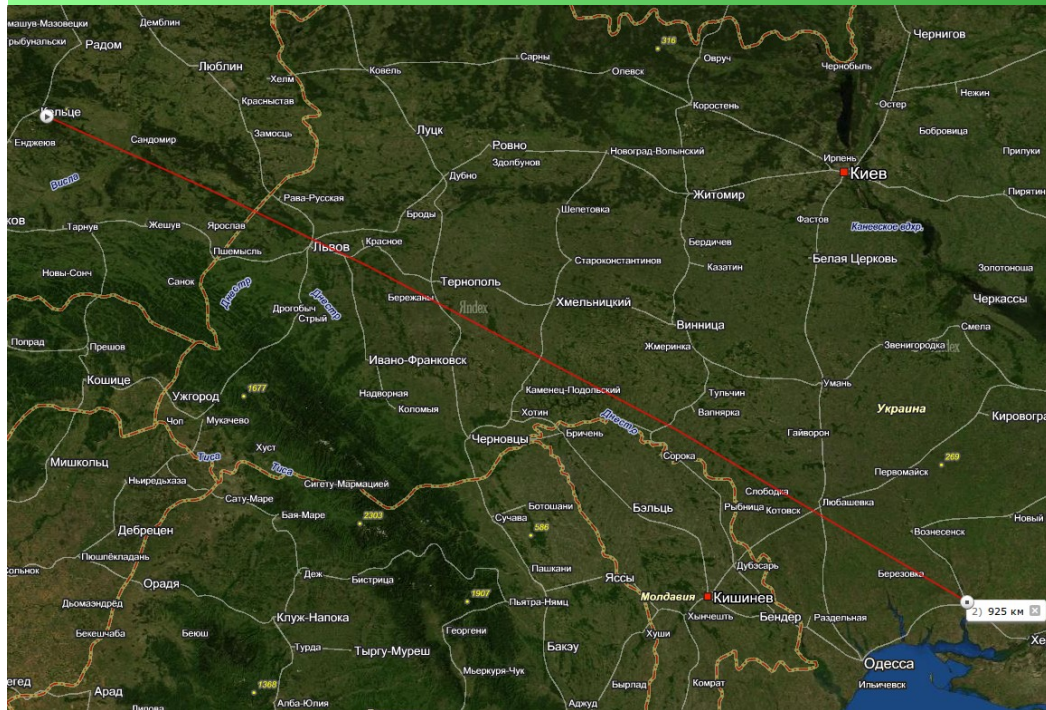 Демблин
Чернигов
Радом
Сарны
Овруч
316
Люблин
Хелм
Ковель
Олевск
Чернобыль
Нежин
Красныстав
Коростень
Остер
Замосць
Луцк
Бобровица
Енджеюв
Сандомир
Ровно
Новоград-Волынский
Прилуки
Здолбунов
Ирпень
Киев
Висла
Дубно
Житомир
Пирятин
Рава-Русская
Броды
Шепетовка
Фастов
Каневское вдхр.
Тарнув
Жешув
Ярослав
Львов
Красное
Бердичев
Пшемысль
Староконстантинов
Казатин
Белая Церковь
Новы-Сонч
Санок
Тернополь
Золотоноша
Днестр
Днестр
Бережаны
Yandex
Хмельницкий
Черкассы
Дрогобыч
Стрый
Винница
Смела
Попрад
Прешов
Жмеринка
Звенигородка
Ивано-Франковск
Кошице
Ужгород
1677
Надворная
Каменец-Подольский
Тульчин
Умань
Коломыя
Хотин
Днестр
Вапнярка
Украина
Чоп
Мукачево
Черновцы
Бричень
Гайворон
Хуст
Тиса
Тиса
Сорока
269
Мишкольц
Первомайск
Ньиредьхаза
Сигету-Мармацией
Слободка
Сату-Маре
Ботошани
Бэльць
Рыбница
Котовск
Любашевка
Бая-Маре
2303
Сучава
Новый
Дебрецен
586
Вознесенск
Пюшпёкладань
Пашкани
Дубэсарь
Деж
Бистрица
Яссы
Березовка
Орадя
1907
Молдавия
Кишинев
Дьомаэндрёд
Пьятра-Нямц
2) 925 км
Клуж-Напока
Хынчешть
Бендер
Раздельная
Бекешчаба
Беюш
Георгени
Хуши
Турда
Тыргу-Муреш
Бакэу
Одесса
Мьеркуря-Чук
1368
Бырлад
Комрат
Ильичевск
Арад
Алба-Юлия
Аджуд